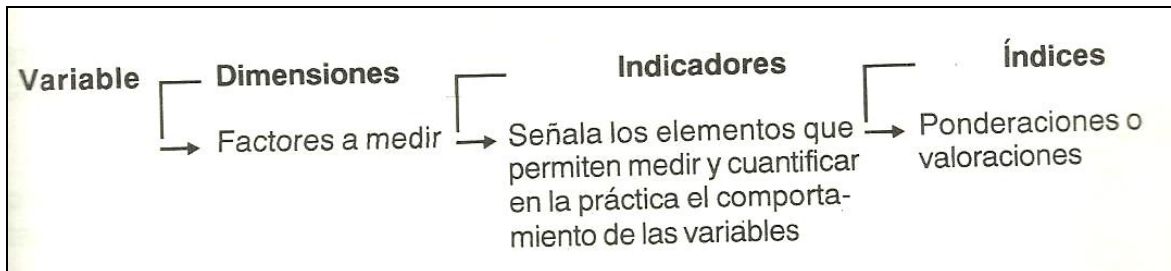 Variable
Dimensiones
Factores a medir
Indicadores
Señala los elementos que
permiten medir y cuantificar
en la práctica el comporta-
miento de las variables
Índices
Ponderaciones o
valoraciones